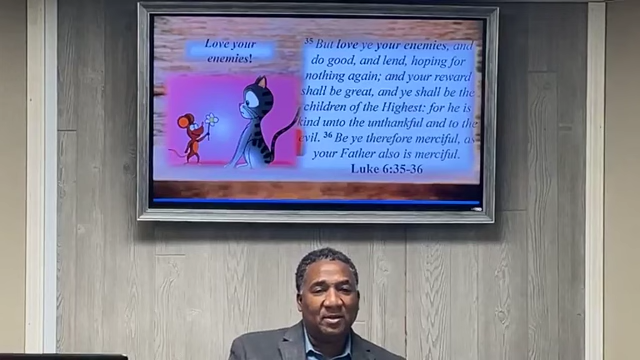 Love your
enemies!
35 But love ye your enemies, and
do good, and lend, hoping for
nothing again; and your reward
shall be great, and ye shall be the
children of the Highest: for he is
kind unto the unthankful and to the
evil. 36 Be ye therefore merciful, as
your Father also is merciful.
Luke 6:35-36